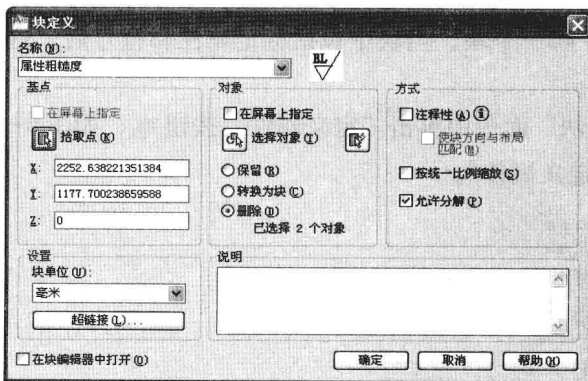 块定义
名称(N):
属性粗糙度
BL
基点
在屏幕上指定
拾取点(K)
X: 2252.638221351384
Y: 1177.700238659588
Z: 0
对象
在屏幕上指定
选择对象(T)
保留(R)
转换为块(C)
删除(D)
已选择 2 个对象
方式
注释性(A)
使块方向与布局
匹配(M)
按统一比例缩放(S)
允许分解(P)
设置
块单位(U):
毫米
超链接(L)...
说明
在块编辑器中打开(O)
确定
取消
帮助(H)